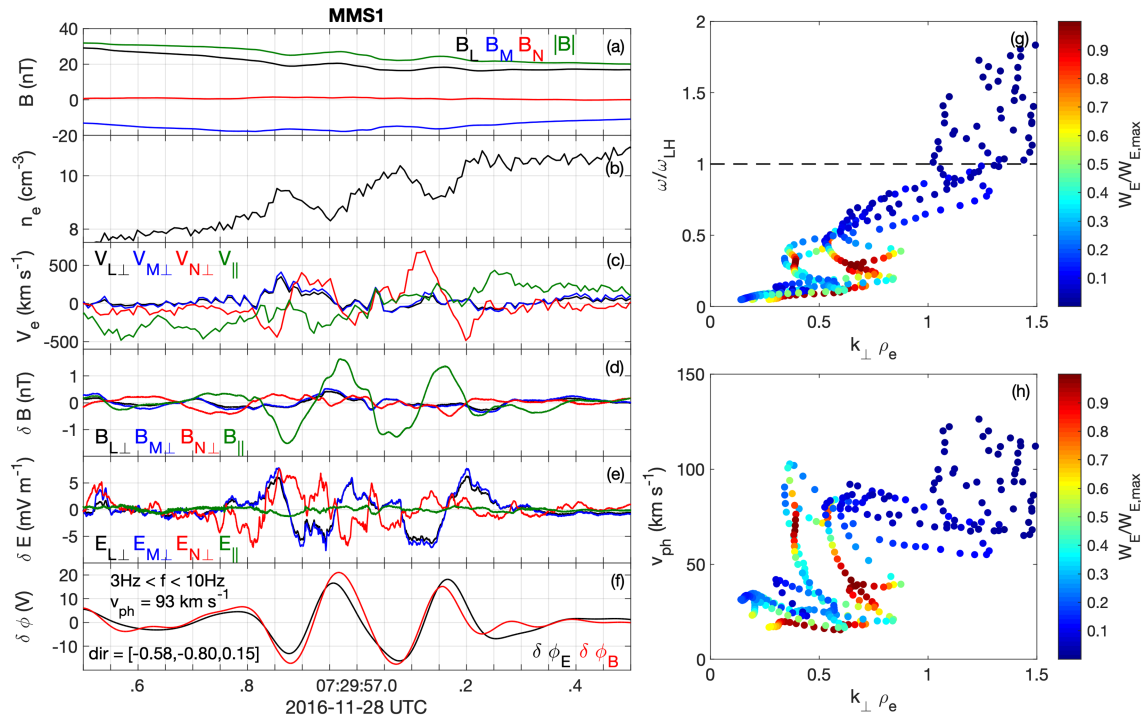 MMS1
B_L B_M B_N |B|
(a)
B (nT)
40
20
0
-20
(b)
n_e (cm^-3)
10
8
V_L⊥ V_M⊥ V_N⊥ V_||
(c)
V_e (km s^-1)
500
0
-500
(d)
δ B (nT)
1
0
-1
B_L⊥ B_M⊥ B_N⊥ B_||
(e)
δ E (mV m^-1)
5
0
-5
E_L⊥ E_M⊥ E_N⊥ E_||
(f)
δ ϕ (V)
20
10
0
-10
3Hz < f < 10Hz
v_ph = 93 km s^-1
dir = [-0.58,-0.80,0.15]
δ ϕ_E δ ϕ_B
.6 .8 07:29:57.0 .2 .4
2016-11-28 UTC
(g)
ω/ω_LH
2
1.5
1
0.5
0
0 0.5 1 1.5
k_⊥ ρ_e
0.9
0.8
0.7
0.6
0.5
0.4
0.3
0.2
0.1
W_E/W_E,max
(h)
v_ph (km s^-1)
150
100
50
0
0 0.5 1 1.5
k_⊥ ρ_e
0.9
0.8
0.7
0.6
0.5
0.4
0.3
0.2
0.1
W_E/W_E,max